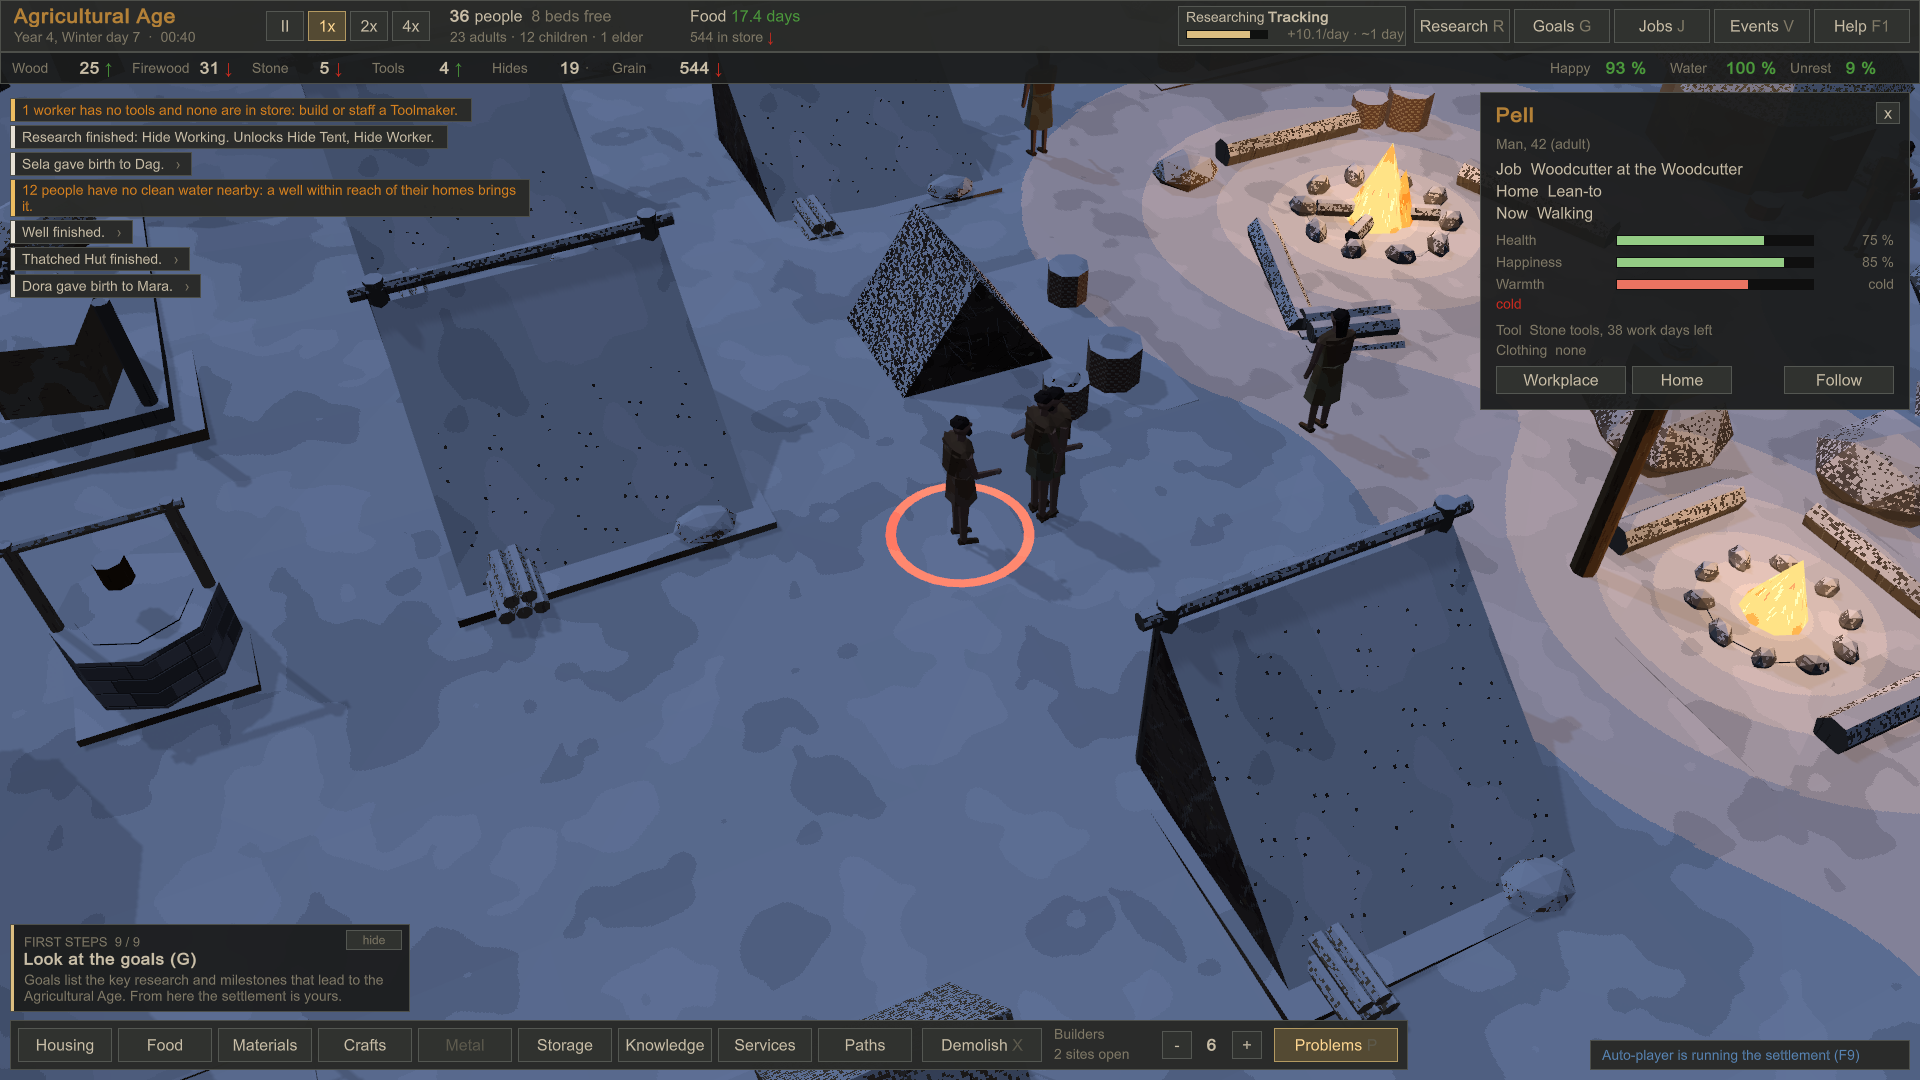 Agricultural Age
Year 4, Winter day 7 · 00:40
II
1x
2x
4x
36 people 8 beds free
23 adults · 12 children · 1 elder
Food 17.4 days
544 in store ↓
Researching Tracking
+10.1/day · ~1 day
Research R
Goals G
Jobs J
Events V
Help F1
Wood 25 ↑
Firewood 31 ↓
Stone 5 ↓
Tools 4 ↑
Hides 19 ·
Grain 544 ↓
Happy 93 %
Water 100 %
Unrest 9 %
1 worker has no tools and none are in store: build or staff a Toolmaker.
Research finished: Hide Working. Unlocks Hide Tent, Hide Worker.
Sela gave birth to Dag. ›
12 people have no clean water nearby: a well within reach of their homes brings
it.
Well finished. ›
Thatched Hut finished. ›
Dora gave birth to Mara. ›
Pell
x
Man, 42 (adult)
Job Woodcutter at the Woodcutter
Home Lean-to
Now Walking
Health 75 %
Happiness 85 %
Warmth cold
cold
Tool Stone tools, 38 work days left
Clothing none
Workplace
Home
Follow
FIRST STEPS 9 / 9
hide
Look at the goals (G)
Goals list the key research and milestones that lead to the
Agricultural Age. From here the settlement is yours.
Housing
Food
Materials
Crafts
Metal
Storage
Knowledge
Services
Paths
Demolish X
Builders
2 sites open
-
6
+
Problems P
Auto-player is running the settlement (F9)